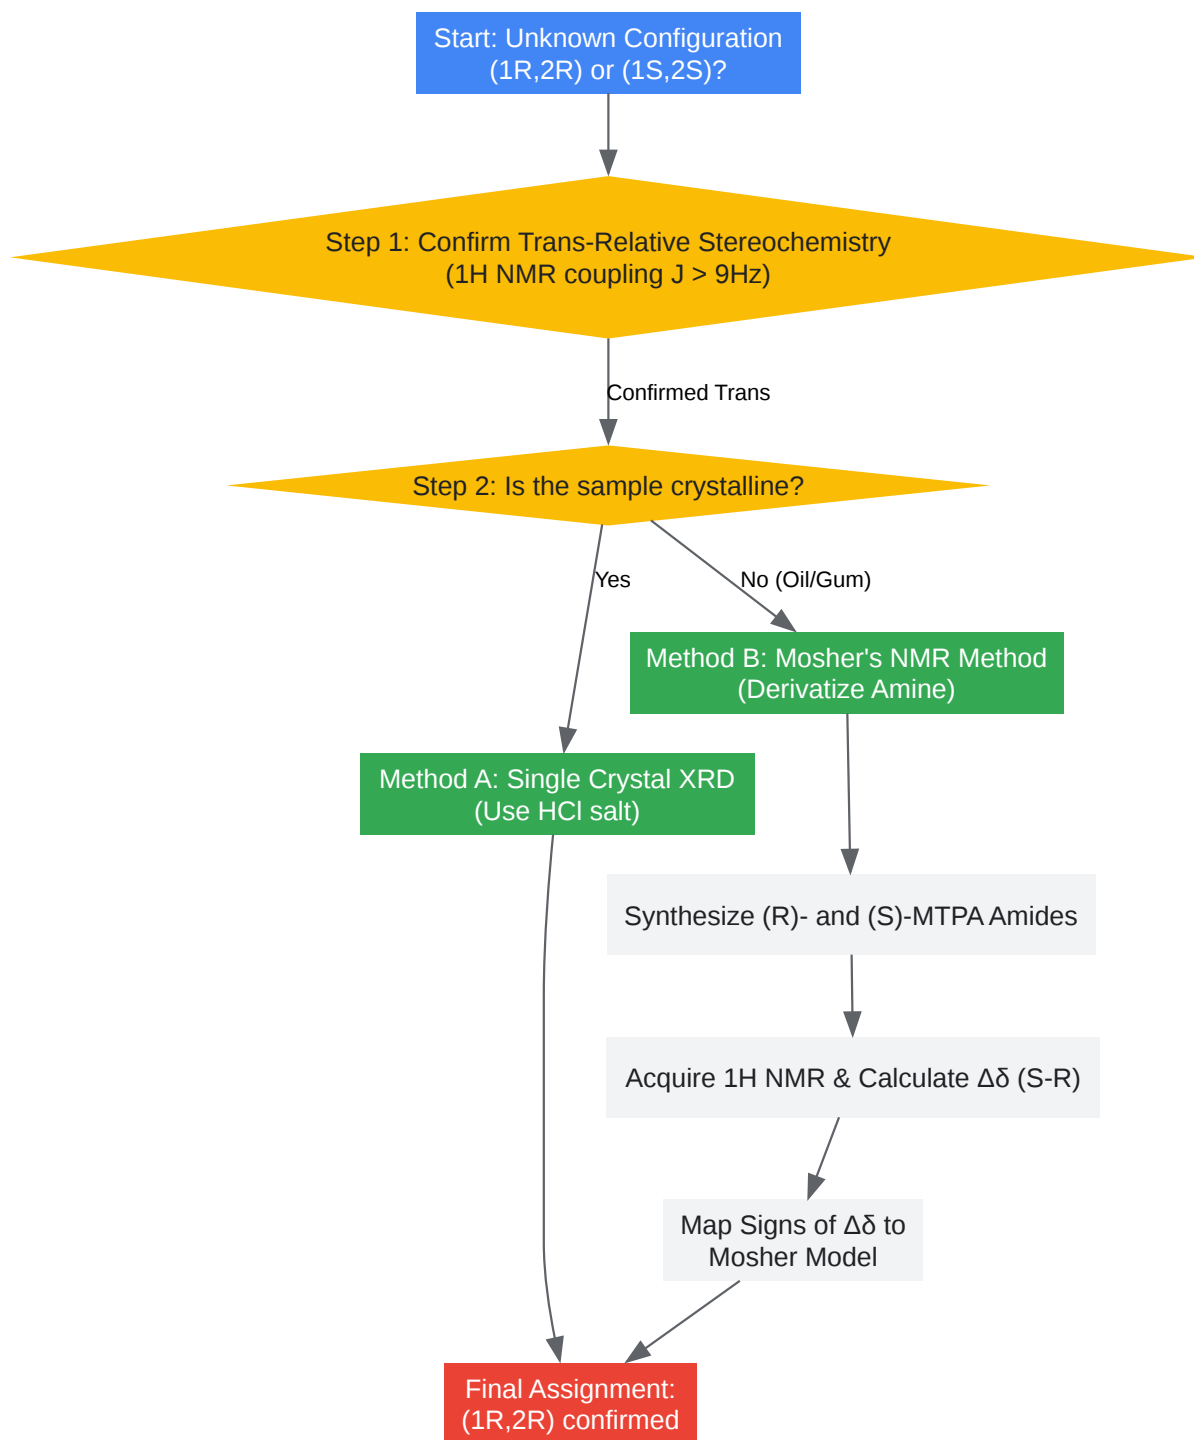 Start: Unknown Configuration
(1R,2R) or (1S,2S)?
Step 1: Confirm Trans-Relative Stereochemistry
(1H NMR coupling J > 9Hz)
Confirmed Trans
Step 2: Is the sample crystalline?
Yes
No (Oil/Gum)
Method B: Mosher's NMR Method
(Derivatize Amine)
Method A: Single Crystal XRD
(Use HCl salt)
Synthesize (R)- and (S)-MTPA Amides
Acquire 1H NMR & Calculate Δδ (S-R)
Map Signs of Δδ to
Mosher Model
Final Assignment:
(1R,2R) confirmed